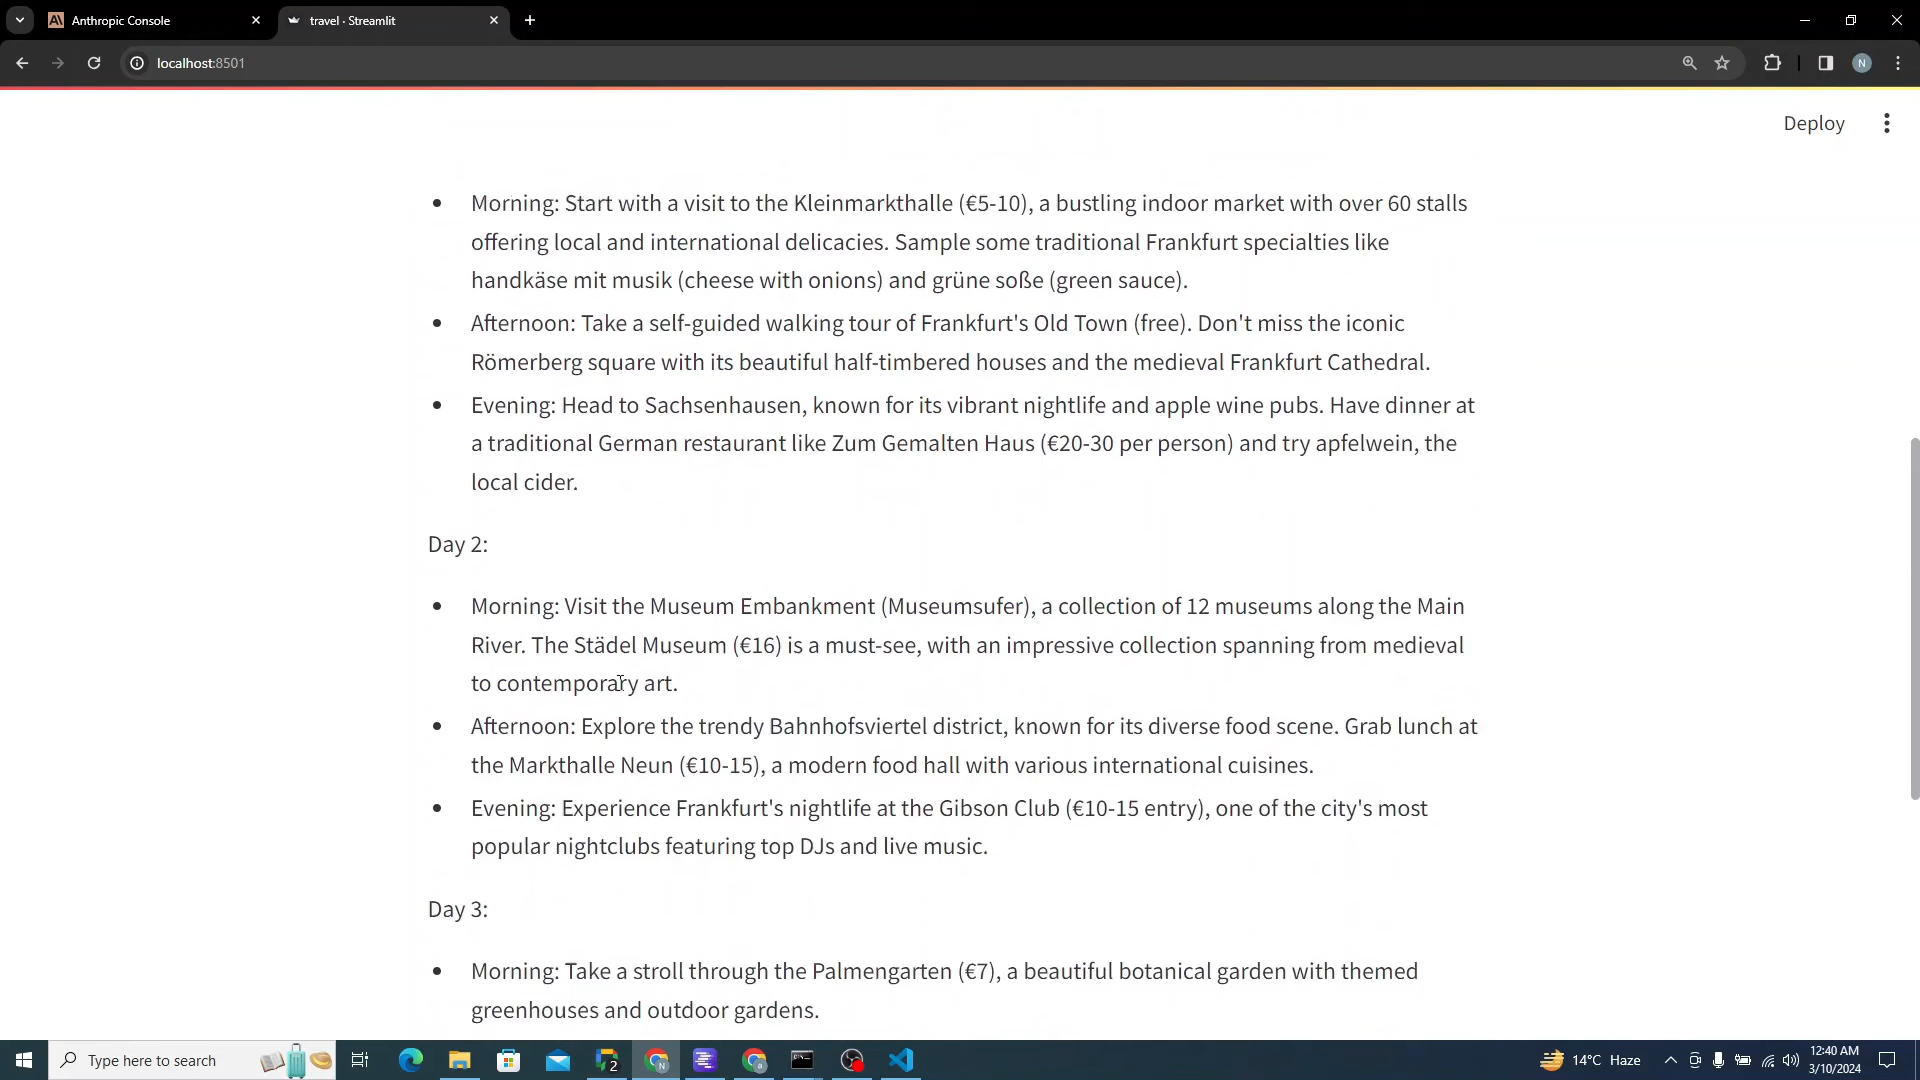 Anthropic Console
travel · Streamlit
localhost:8501
N
Deploy
Morning: Start with a visit to the Kleinmarkthalle (€5-10), a bustling indoor market with over 60 stalls
offering local and international delicacies. Sample some traditional Frankfurt specialties like
handkäse mit musik (cheese with onions) and grüne soße (green sauce).
Afternoon: Take a self-guided walking tour of Frankfurt's Old Town (free). Don't miss the iconic
Römerberg square with its beautiful half-timbered houses and the medieval Frankfurt Cathedral.
Evening: Head to Sachsenhausen, known for its vibrant nightlife and apple wine pubs. Have dinner at
a traditional German restaurant like Zum Gemalten Haus (€20-30 per person) and try apfelwein, the
local cider.
Day 2:
Morning: Visit the Museum Embankment (Museumsufer), a collection of 12 museums along the Main
River. The Städel Museum (€16) is a must-see, with an impressive collection spanning from medieval
to contemporary art.
Afternoon: Explore the trendy Bahnhofsviertel district, known for its diverse food scene. Grab lunch at
the Markthalle Neun (€10-15), a modern food hall with various international cuisines.
Evening: Experience Frankfurt's nightlife at the Gibson Club (€10-15 entry), one of the city's most
popular nightclubs featuring top DJs and live music.
Day 3:
Morning: Take a stroll through the Palmengarten (€7), a beautiful botanical garden with themed
greenhouses and outdoor gardens.
Type here to search
2
14°C Haze
12:40 AM
3/10/2024